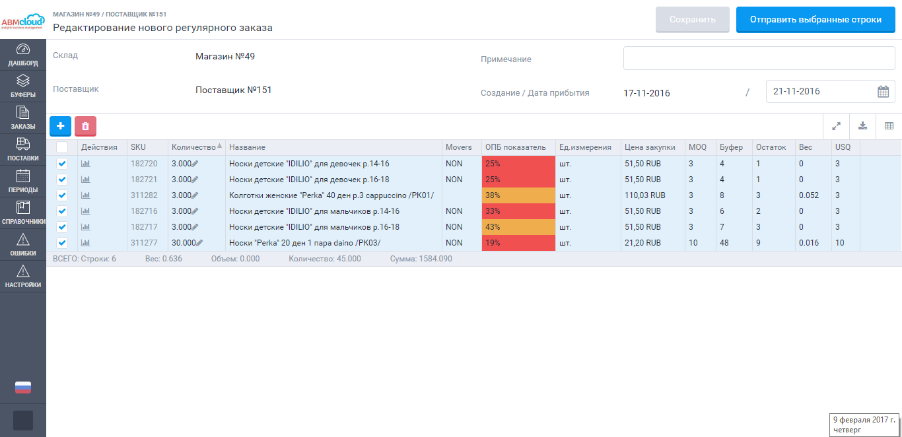 МАГАЗИН №49 / ПОСТАВЩИК №151
Редактирование нового регулярного заказа
Сохранить
Отправить выбранные строки
ABMcloud
ДАШБОРД
БУФЕРЫ
ЗАКАЗЫ
ПОСТАВКИ
ПЕРИОДЫ
СПРАВОЧНИКИ
ОШИБКИ
НАСТРОЙКИ
Склад Магазин №49 Примечание
Поставщик Поставщик №151 Создание / Дата прибытия 17-11-2016 / 21-11-2016
Действия SKU Количество Название Movers ОПБ показатель Ед.измерения Цена закупки MOQ Буфер Остаток Вес USQ
182720 3.000 Носки детские "IDILIO" для девочек р.14-16 NON 25% шт. 51,50 RUB 3 4 1 0 3
182721 3.000 Носки детские "IDILIO" для девочек р.16-18 NON 25% шт. 51,50 RUB 3 4 1 0 3
311282 3.000 Колготки женские "Perka" 40 ден р.3 cappuccino /PK01/ 38% шт. 110,03 RUB 3 8 3 0.052 3
182716 3.000 Носки детские "IDILIO" для мальчиков р.14-16 NON 33% шт. 51,50 RUB 3 6 2 0 3
182717 3.000 Носки детские "IDILIO" для мальчиков р.16-18 NON 43% шт. 51,50 RUB 3 7 3 0 3
311277 30.000 Носки "Perka" 20 ден 1 пара daino /PK03/ NON 19% шт. 21,20 RUB 10 48 9 0.016 10
ВСЕГО: Строки: 6 Вес: 0.636 Объем: 0.000 Количество: 45.000 Сумма: 1584.090
9 февраля 2017 г.
четверг